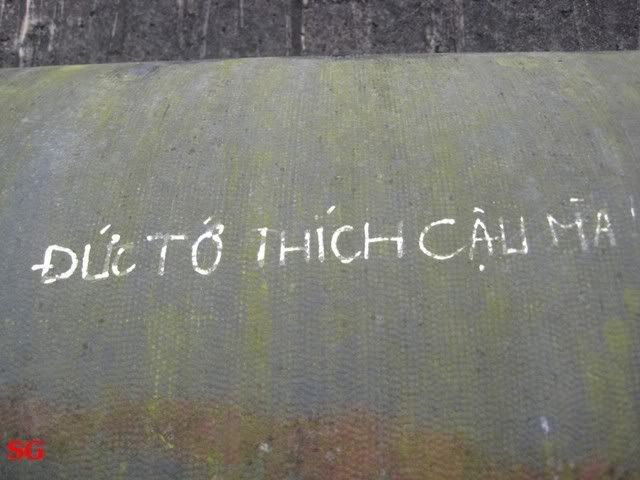 ĐỨC TỚ THÍCH CẬU MÀ!
SG